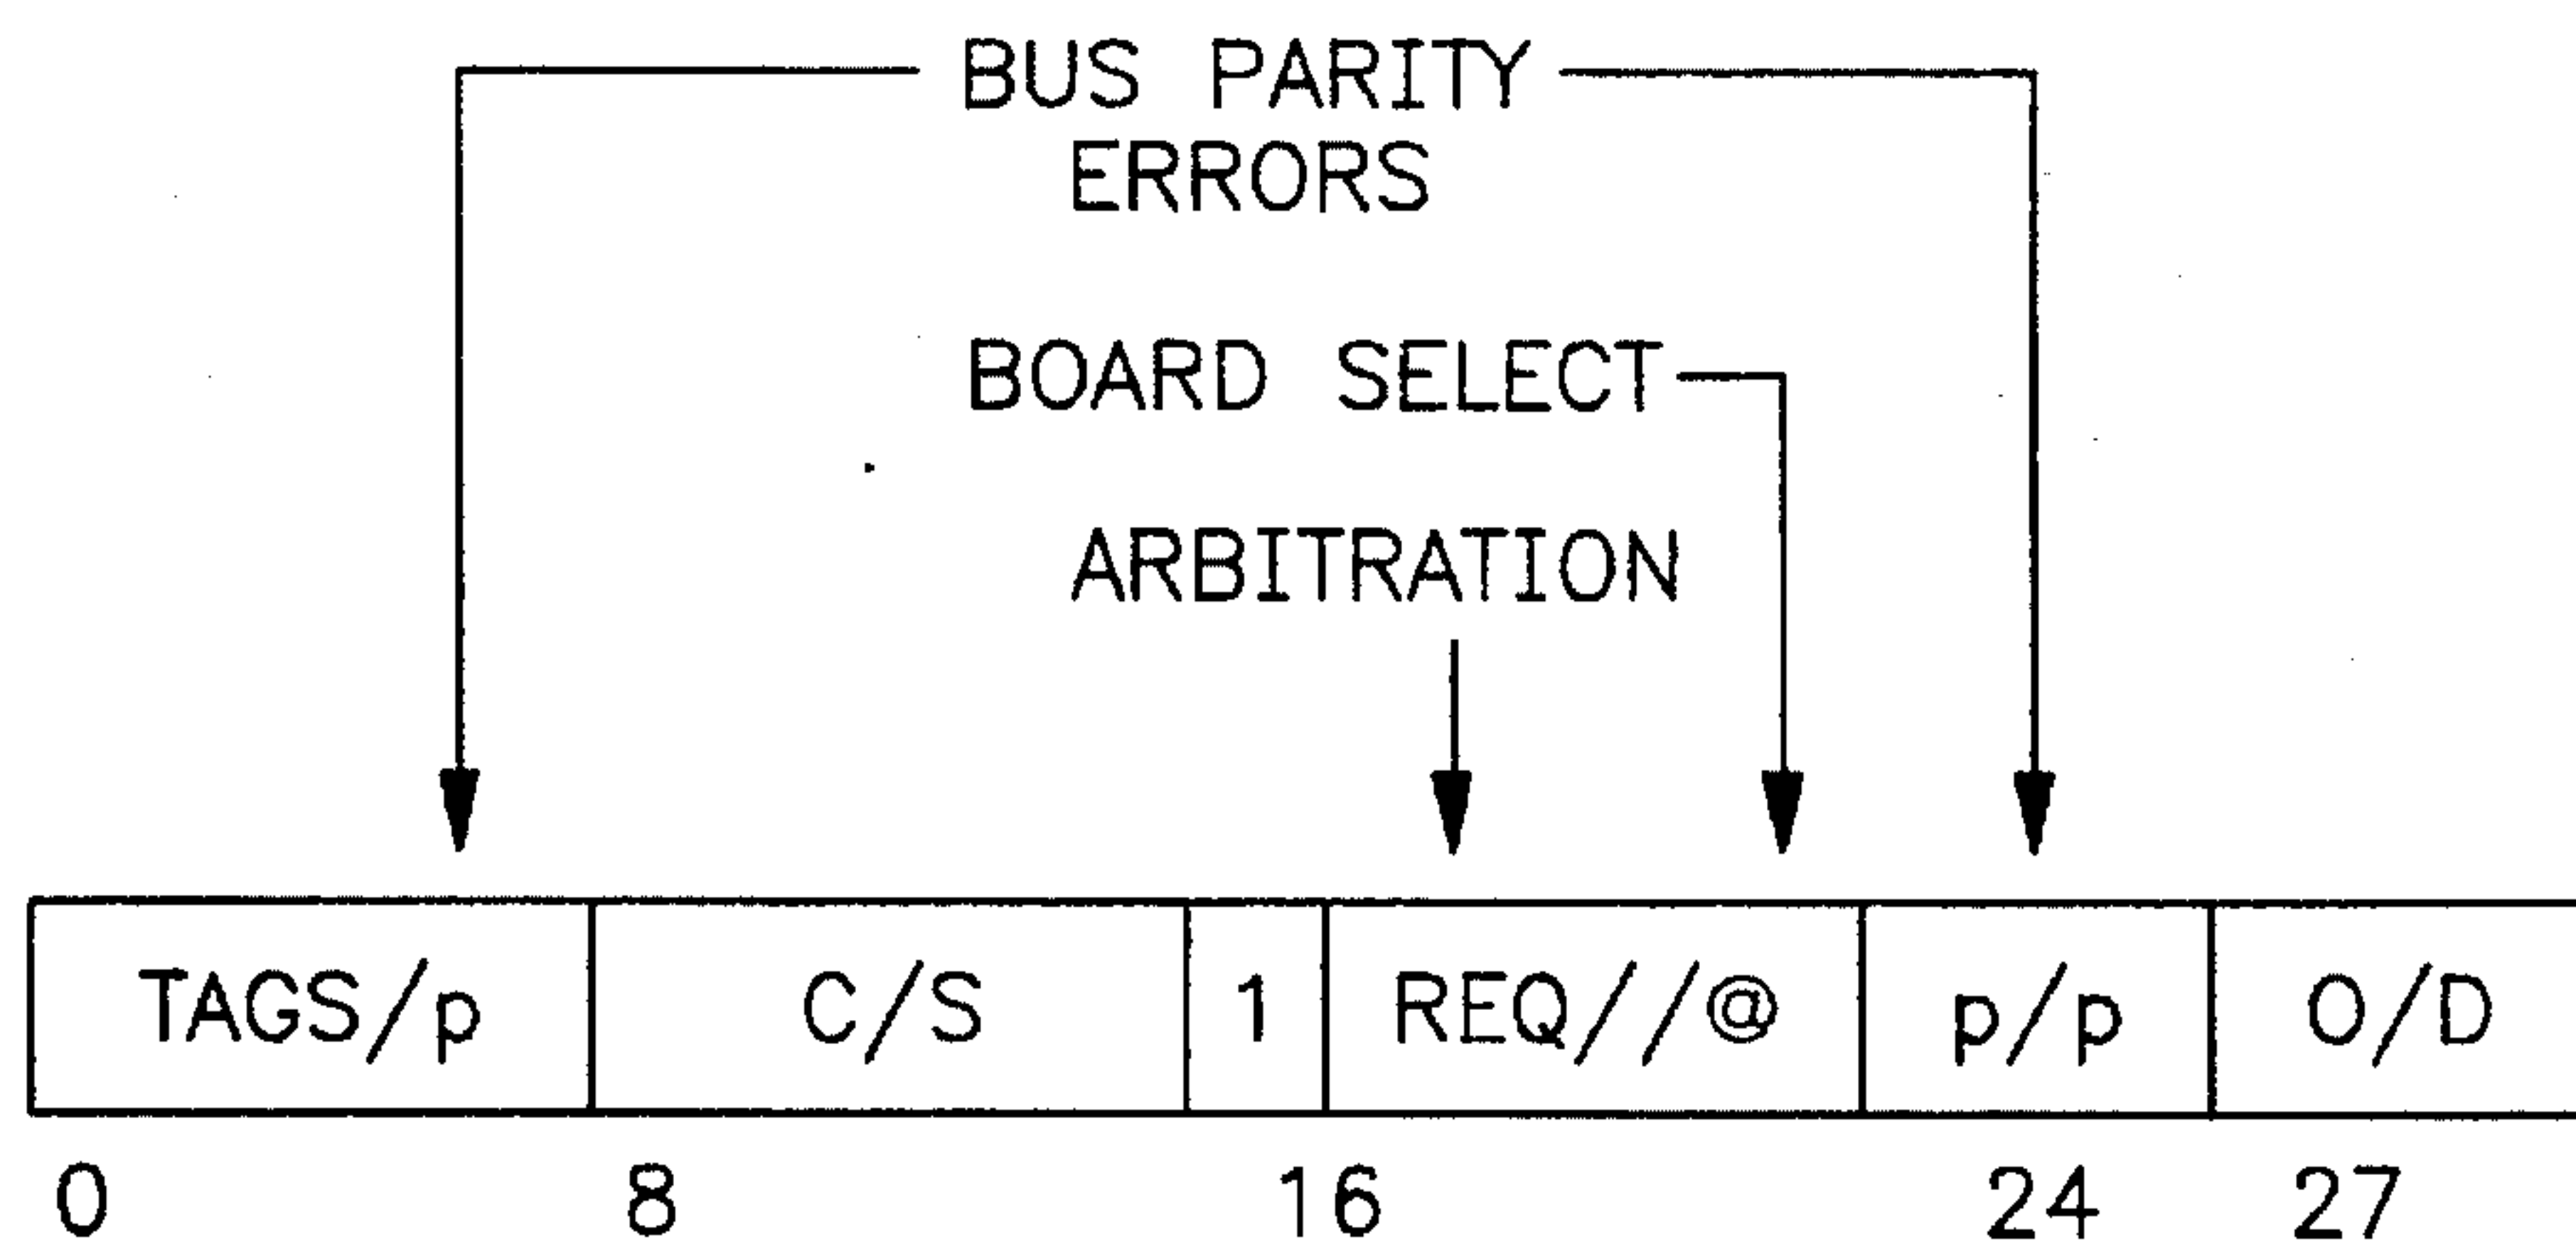 BUS PARITY
ERRORS
BOARD SELECT
ARBITRATION
TAGS/p C/S 1 REQ//@ p/p O/D
0 8 16 24 27